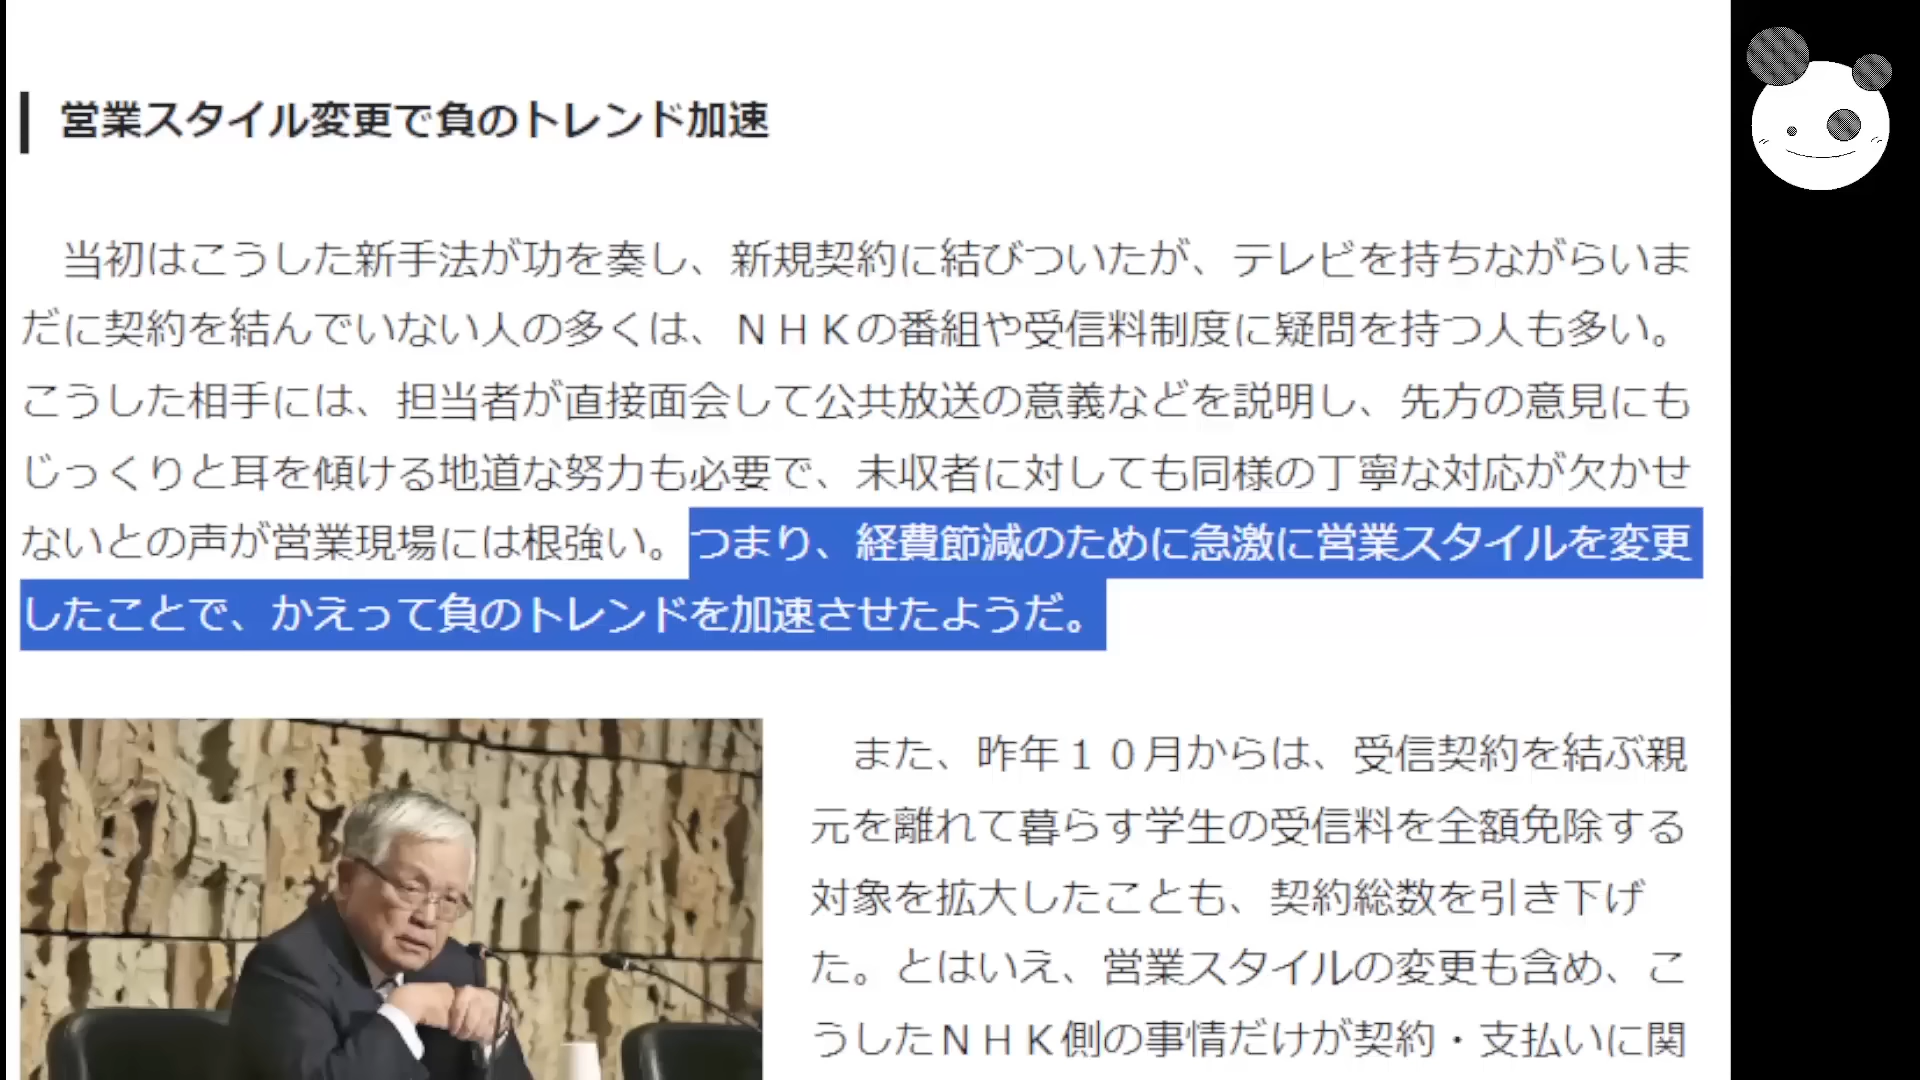 営業スタイル変更で負のトレンド加速
当初はこうした新手法が功を奏し、新規契約に結びついたが、テレビを持ちながらいま
だに契約を結んでいない人の多くは、ＮＨＫの番組や受信料制度に疑問を持つ人も多い。
こうした相手には、担当者が直接面会して公共放送の意義などを説明し、先方の意見にも
じっくりと耳を傾ける地道な努力も必要で、未収者に対しても同様の丁寧な対応が欠かせ
ないとの声が営業現場には根強い。つまり、経費節減のために急激に営業スタイルを変更
したことで、かえって負のトレンドを加速させたようだ。
また、昨年１０月からは、受信契約を結ぶ親
元を離れて暮らす学生の受信料を全額免除する
対象を拡大したことも、契約総数を引き下げ
た。とはいえ、営業スタイルの変更も含め、こ
うしたＮＨＫ側の事情だけが契約・支払いに関